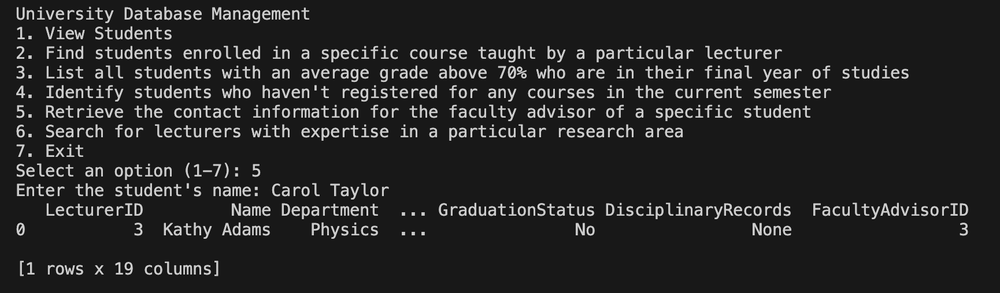 University Database Management
1. View Students
2. Find students enrolled in a specific course taught by a particular lecturer
3. List all students with an average grade above 70% who are in their final year of studies
4. Identify students who haven't registered for any courses in the current semester
5. Retrieve the contact information for the faculty advisor of a specific student
6. Search for lecturers with expertise in a particular research area
7. Exit
Select an option (1-7): 5
Enter the student's name: Carol Taylor
   LecturerID         Name Department  ... GraduationStatus DisciplinaryRecords  FacultyAdvisorID
0           3  Kathy Adams    Physics  ...               No                None                 3
[1 rows x 19 columns]